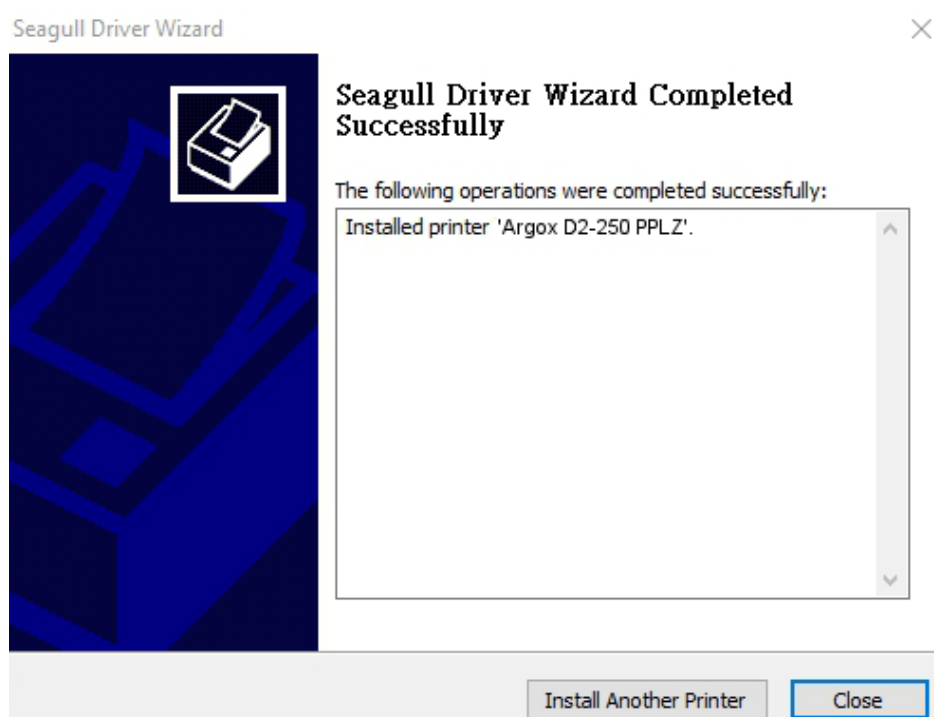 Seagull Driver Wizard
Seagull Driver Wizard Completed
Successfully
The following operations were completed successfully:
Installed printer 'Argox D2-250 PPLZ'.
Install Another Printer
Close